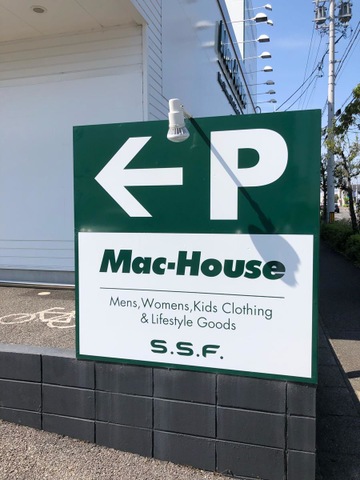 P
Mac-House
Mens,Womens,Kids Clothing
& Lifestyle Goods
S.S.F.